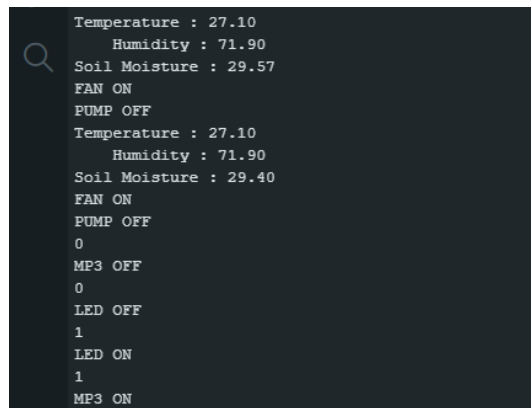 Temperature : 27.10
Humidity : 71.90
Soil Moisture : 29.57
FAN ON
PUMP OFF
Temperature : 27.10
Humidity : 71.90
Soil Moisture : 29.40
FAN ON
PUMP OFF
0
MP3 OFF
0
LED OFF
1
LED ON
1
MP3 ON